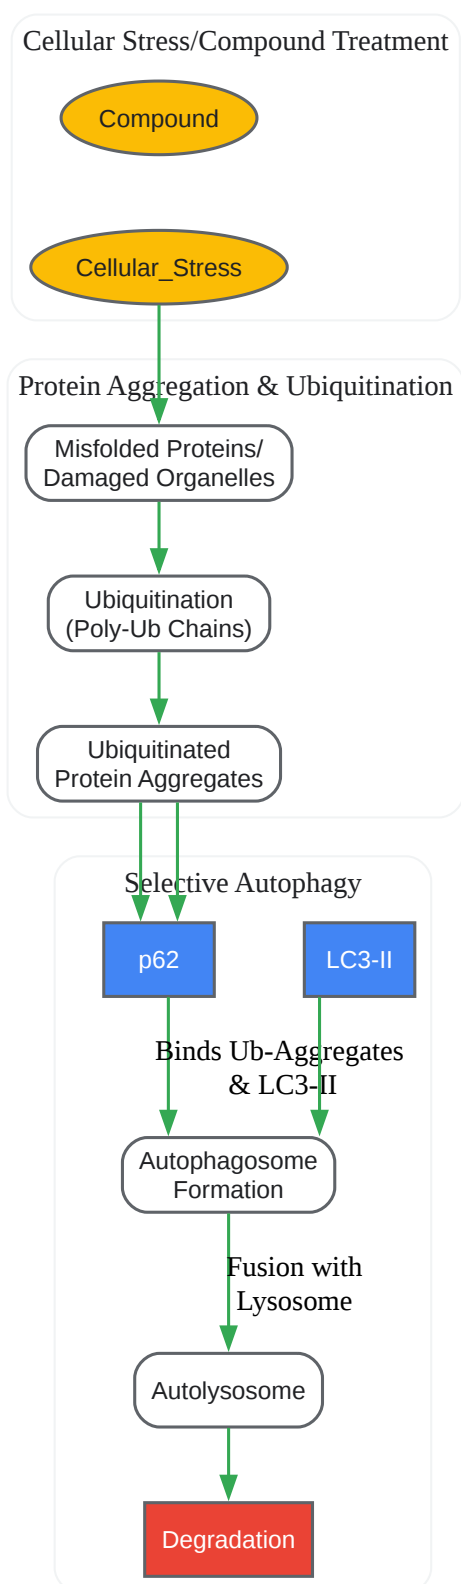 Cellular Stress/Compound Treatment
Compound
Cellular_Stress
Protein Aggregation & Ubiquitination
Misfolded Proteins/
Damaged Organelles
Ubiquitination
(Poly-Ub Chains)
Ubiquitinated
Protein Aggregates
Selective Autophagy
p62
LC3-II
Binds Ub-Aggregates
& LC3-II
Autophagosome
Formation
Fusion with
Lysosome
Autolysosome
Degradation